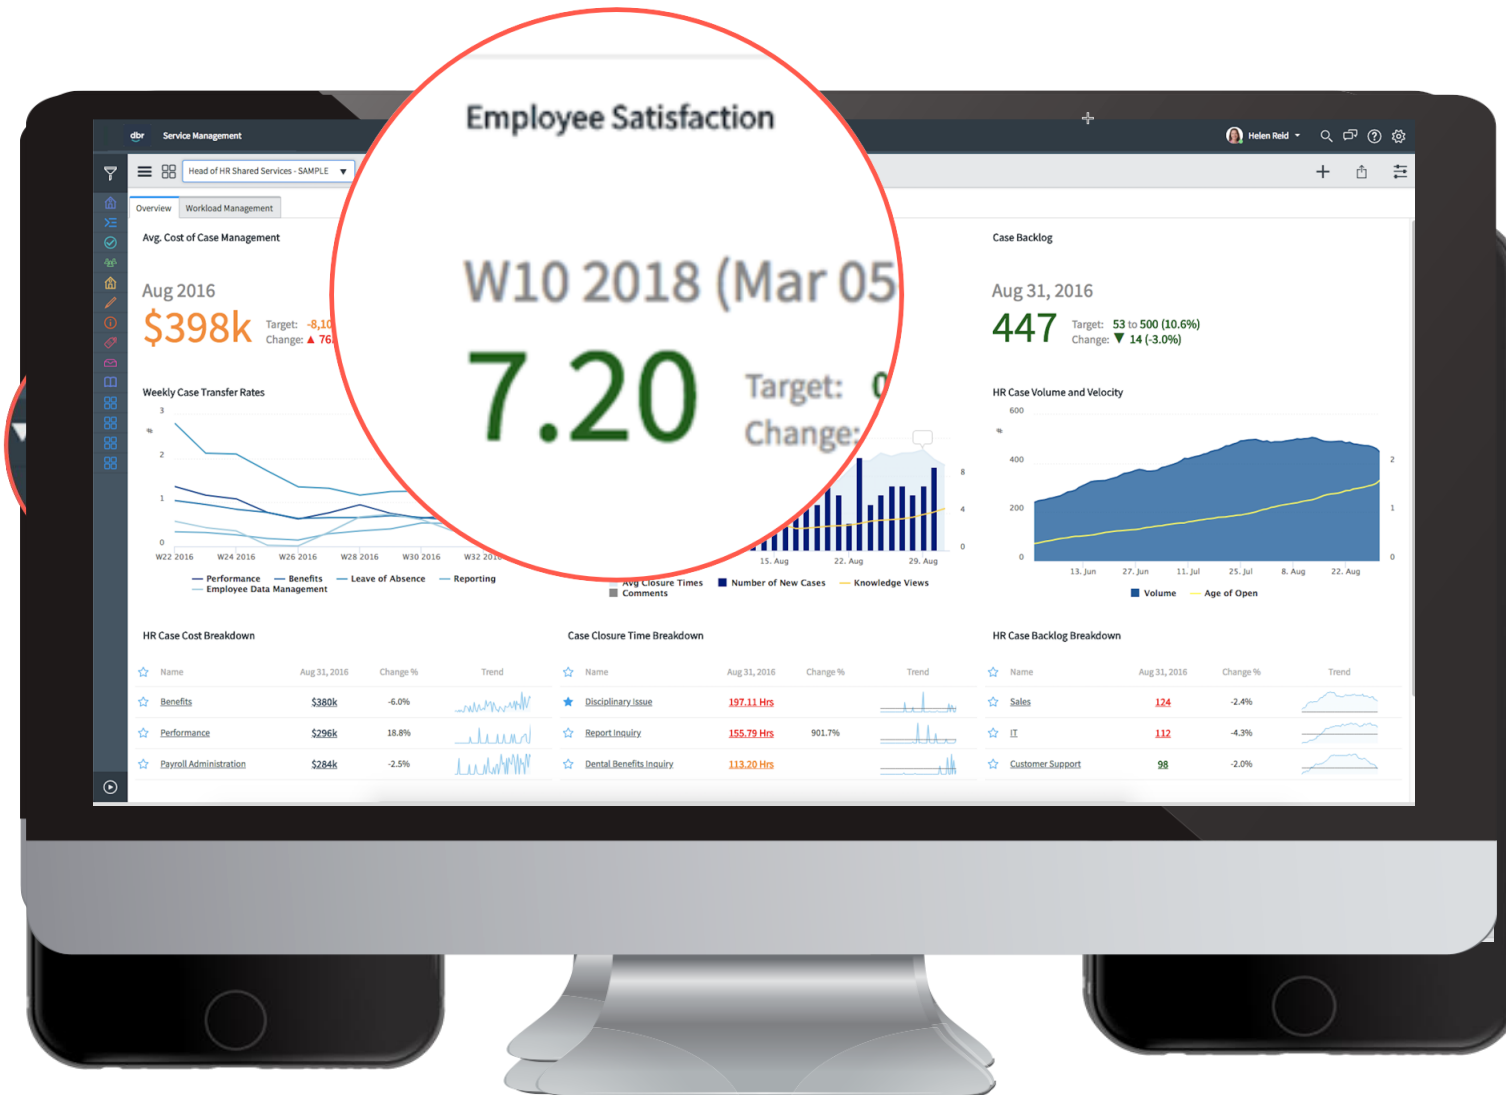 Employee Satisfaction
W10 2018 (Mar 05
7.20
Target:
Change:
dbr Service Management
Helen Reid
Head of HR Shared Services - SAMPLE
Overview Workload Management
Avg. Cost of Case Management
Aug 2016
$398k
Target: -8,10
Change: ▲ 76
Case Backlog
Aug 31, 2016
447
Target: 53 to 500 (10.6%)
Change: ▼ 14 (-3.0%)
Weekly Case Transfer Rates
%
3
2
1
0
W22 2016 W24 2016 W26 2016 W28 2016 W30 2016 W32
Performance Benefits Leave of Absence Reporting
Employee Data Management
8
4
0
15. Aug 22. Aug 29. Aug
Avg Closure Times Number of New Cases Knowledge Views
Comments
HR Case Volume and Velocity
%
600
400
200
0
2
1
0
13. Jun 27. Jun 11. Jul 25. Jul 8. Aug 22. Aug
Volume Age of Open
HR Case Cost Breakdown
Name Aug 31, 2016 Change % Trend
Benefits $380k -6.0%
Performance $296k 18.8%
Payroll Administration $284k -2.5%
Case Closure Time Breakdown
Name Aug 31, 2016 Change % Trend
Disciplinary Issue 197.11 Hrs
Report Inquiry 155.79 Hrs 901.7%
Dental Benefits Inquiry 113.20 Hrs
HR Case Backlog Breakdown
Name Aug 31, 2016 Change % Trend
Sales 124 -2.4%
IT 112 -4.3%
Customer Support 98 -2.0%